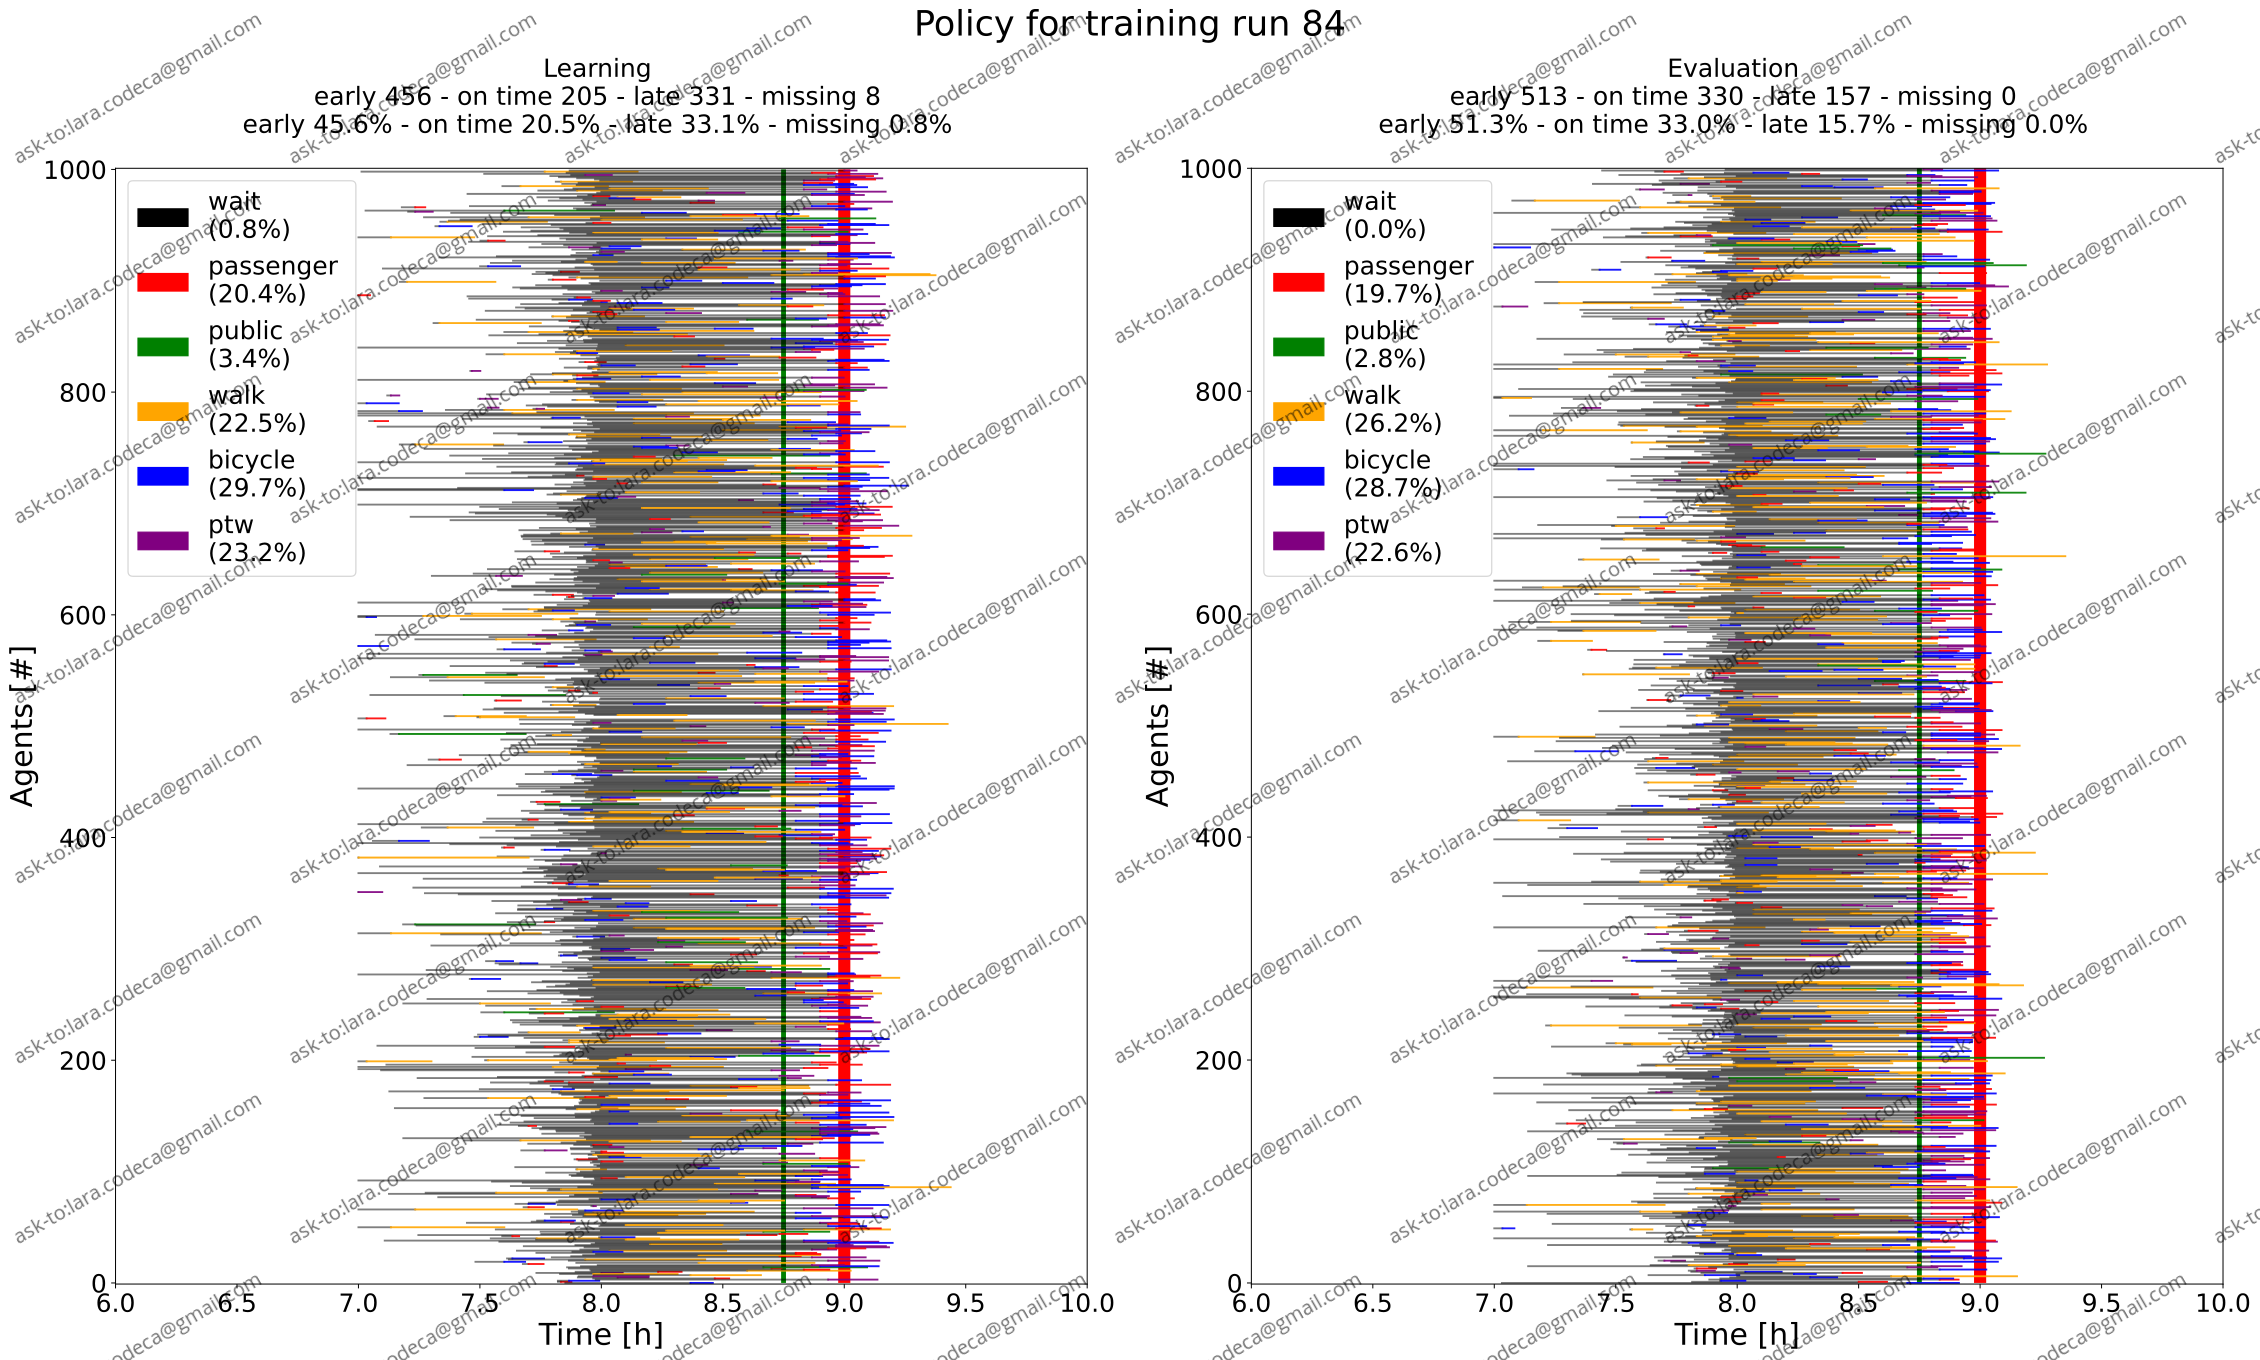 Policy for training run 84
Learning
early 456 - on time 205 - late 331 - missing 8
early 45.6% - on time 20.5% - late 33.1% - missing 0.8%
1000
800
600
400
200
0
Agents [#]
wait
(0.8%)
passenger
(20.4%)
public
(3.4%)
walk
(22.5%)
bicycle
(29.7%)
ptw
(23.2%)
6.0 6.5 7.0 7.5 8.0 8.5 9.0 9.5 10.0
Time [h]
Evaluation
early 513 - on time 330 - late 157 - missing 0
early 51.3% - on time 33.0% - late 15.7% - missing 0.0%
1000
800
600
400
200
0
Agents [#]
wait
(0.0%)
passenger
(19.7%)
public
(2.8%)
walk
(26.2%)
bicycle
(28.7%)
ptw
(22.6%)
6.0 6.5 7.0 7.5 8.0 8.5 9.0 9.5 10.0
Time [h]
ask-to:lara.codeca@gmail.com